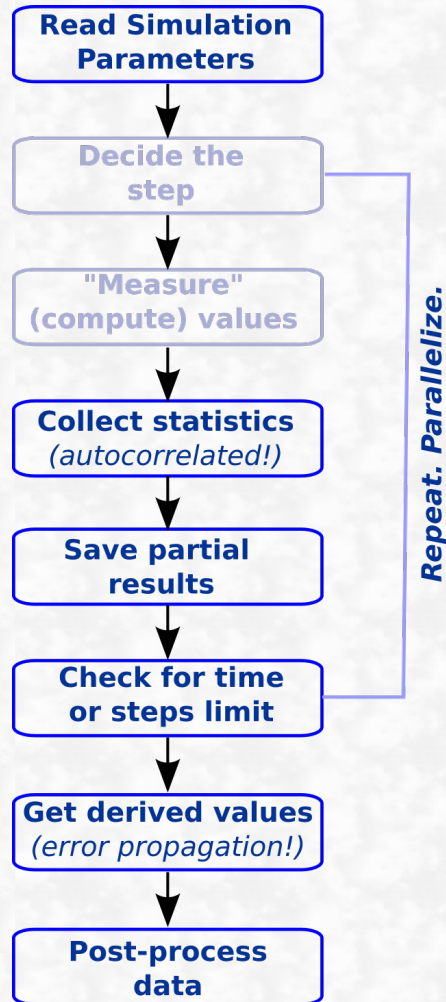 Read Simulation
Parameters
Decide the
step
"Measure"
(compute) values
Collect statistics
(autocorrelated!)
Save partial
results
Check for time
or steps limit
Repeat. Parallelize.
Get derived values
(error propagation!)
Post-process
data